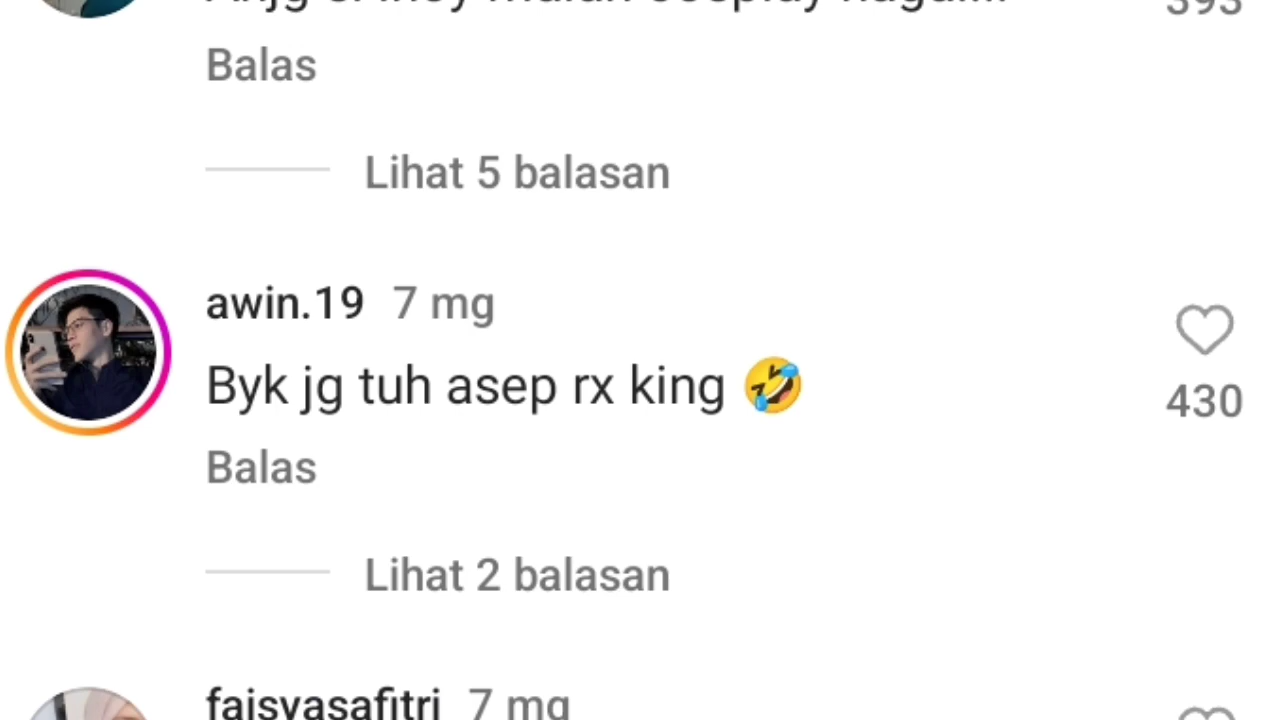 Balas
Lihat 5 balasan
awin.19 7 mg
Byk jg tuh asep rx king 🤣
430
Balas
Lihat 2 balasan
faisyasafitri 7 mg